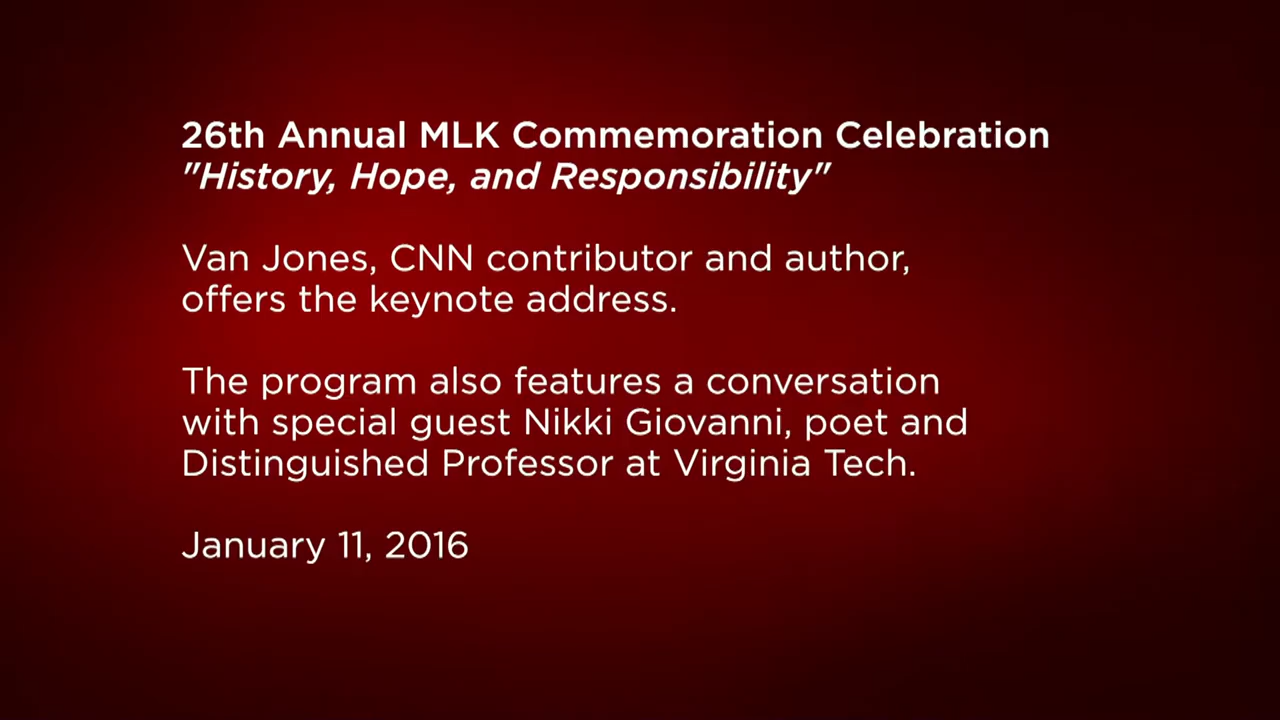 26th Annual MLK Commemoration Celebration
"History, Hope, and Responsibility"
Van Jones, CNN contributor and author,
offers the keynote address.
The program also features a conversation
with special guest Nikki Giovanni, poet and
Distinguished Professor at Virginia Tech.
January 11, 2016